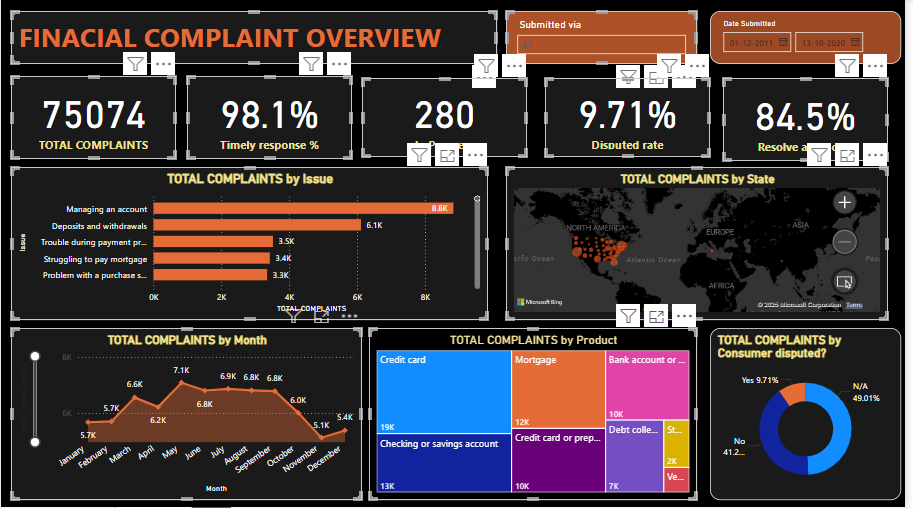 FINACIAL COMPLAINT OVERVIEW
Submitted via
All
Date Submitted
01-12-2011
13-10-2020
75074
TOTAL COMPLAINTS
98.1%
Timely response %
280
9.71%
Disputed rate
84.5%
Resolve a
TOTAL COMPLAINTS by Issue
Issue
Managing an account
8.8K
Deposits and withdrawals
6.1K
Trouble during payment pr...
3.5K
Struggling to pay mortgage
3.4K
Problem with a purchase s...
3.3K
0K
2K
4K
6K
8K
TOTAL COMPLAINTS
TOTAL COMPLAINTS by State
NORTH AMERICA
EUROPE
ASIA
cific Ocean
Atlantic Ocean
Pac
AFRICA
Microsoft Bing
© 2025 Microsoft Corporation
Terms
TOTAL COMPLAINTS by Month
8K
6K
5.7K
5.7K
6.6K
6.2K
7.1K
6.8K
6.9K
6.8K
6.8K
6.0K
5.1K
5.4K
January
February
March
April
May
June
July
August
September
October
November
December
Month
TOTAL COMPLAINTS by Product
Credit card
19K
Checking or savings account
13K
Mortgage
12K
Credit card or prep...
10K
Bank account or ...
10K
Debt colle...
7K
St...
2K
Ve...
TOTAL COMPLAINTS by
Consumer disputed?
Yes 9.71%
N/A
49.01%
No
41.2...